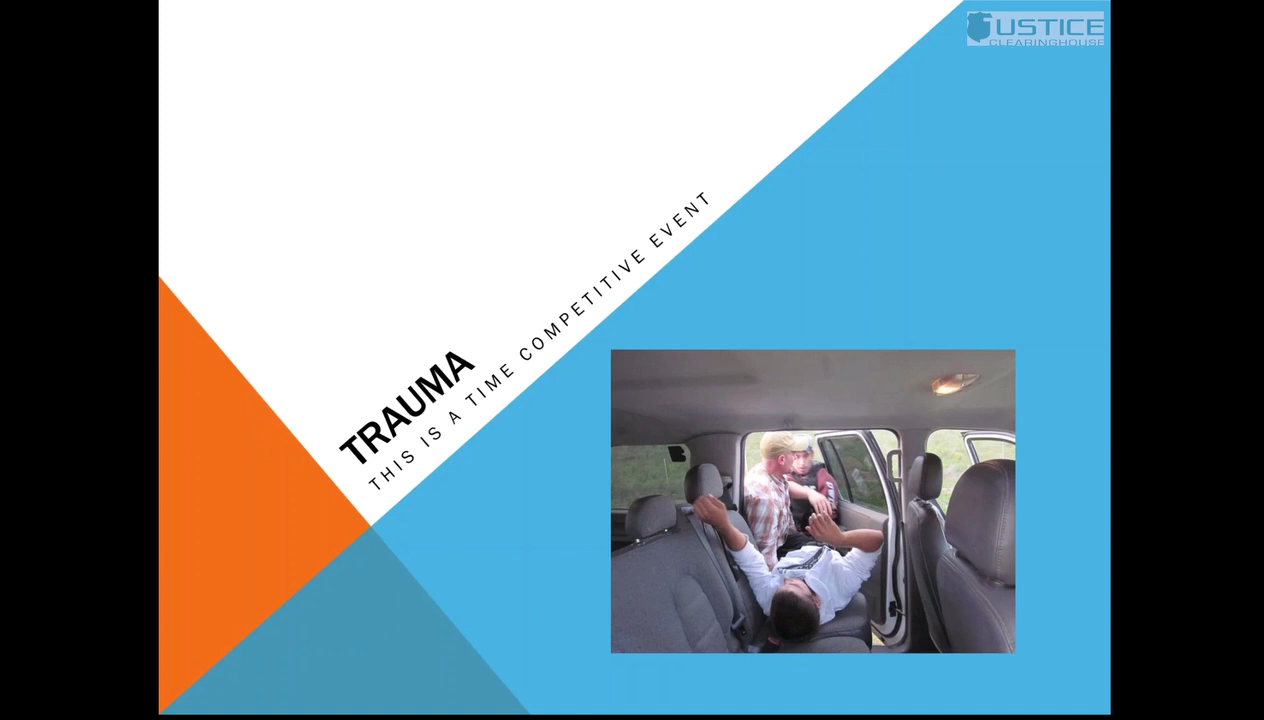 JUSTICE
CLEARINGHOUSE
TRAUMA
THIS IS A TIME COMPETITIVE EVENT